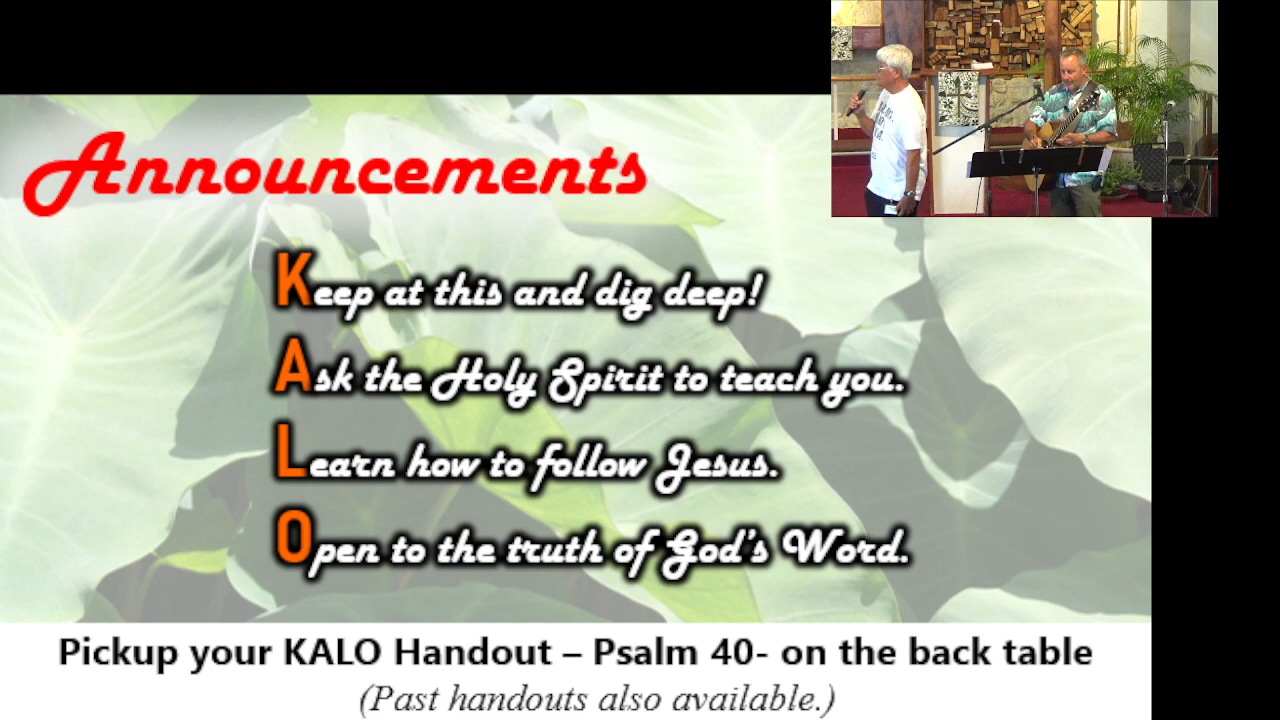 Announcements
Keep at this and dig deep!
Ask the Holy Spirit to teach you.
Learn how to follow Jesus.
Open to the truth of God's Word.
Pickup your KALO Handout – Psalm 40- on the back table
(Past handouts also available.)